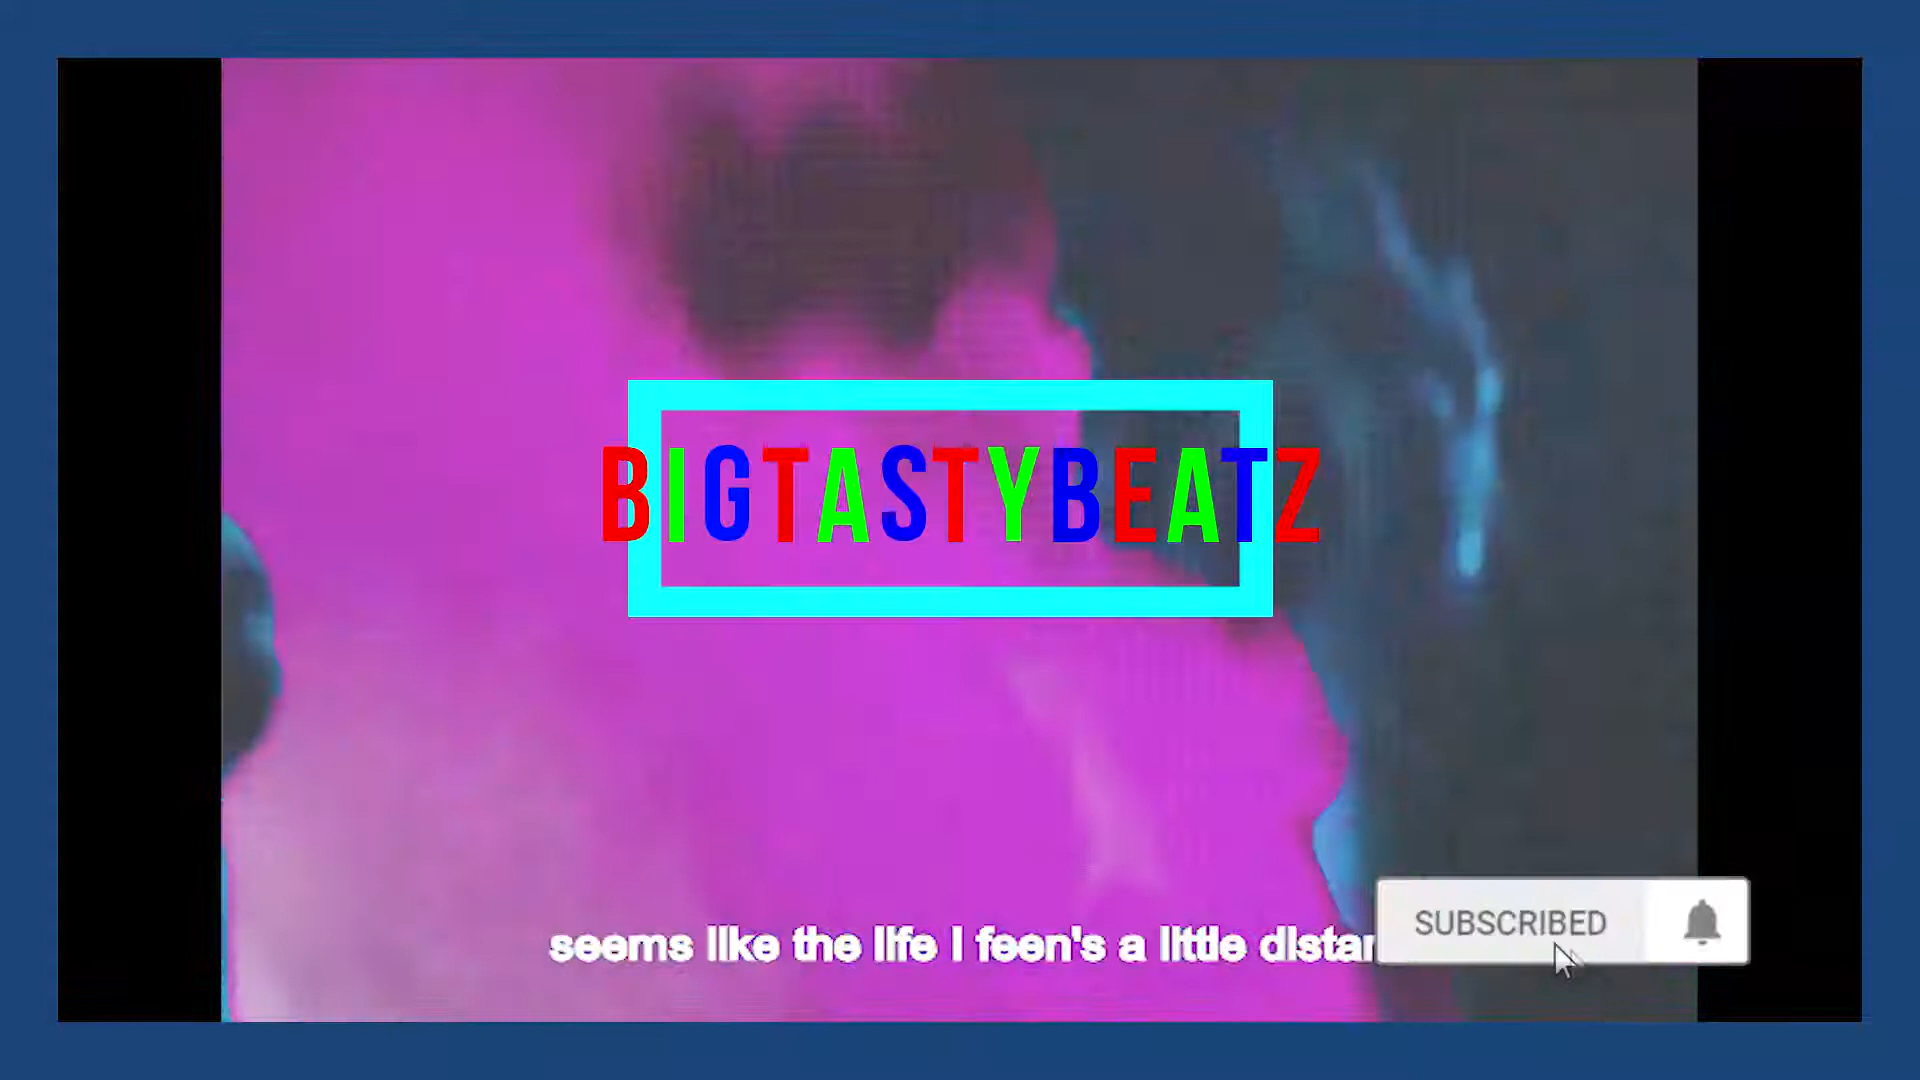 BIGTASTYBEATZ
seems like the life I feen's a little distan
SUBSCRIBED